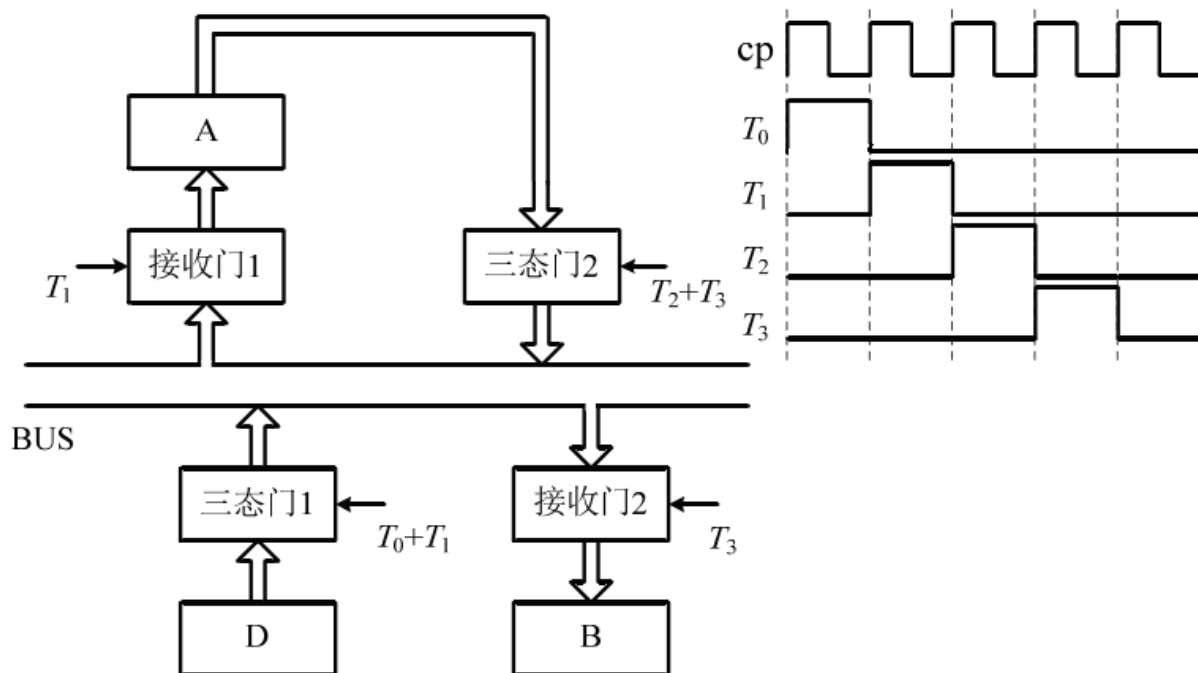 cp
A
T₀
T₁
接收门1
三态门2
T₁
T₂+T₃
T₂
T₃
BUS
三态门1
接收门2
T₀+T₁
T₃
D
B